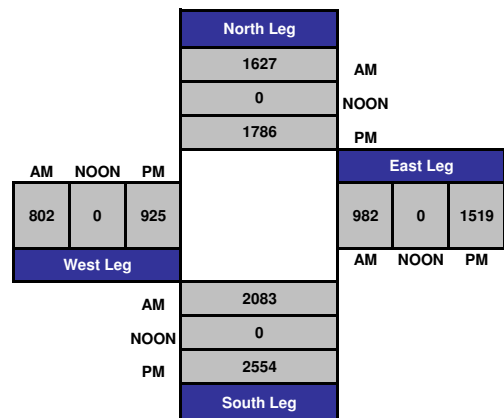 North Leg
1627 AM
0 NOON
1786 PM
AM NOON PM East Leg
802 0 925 982 0 1519
West Leg AM NOON PM
AM 2083
NOON 0
PM 2554
South Leg